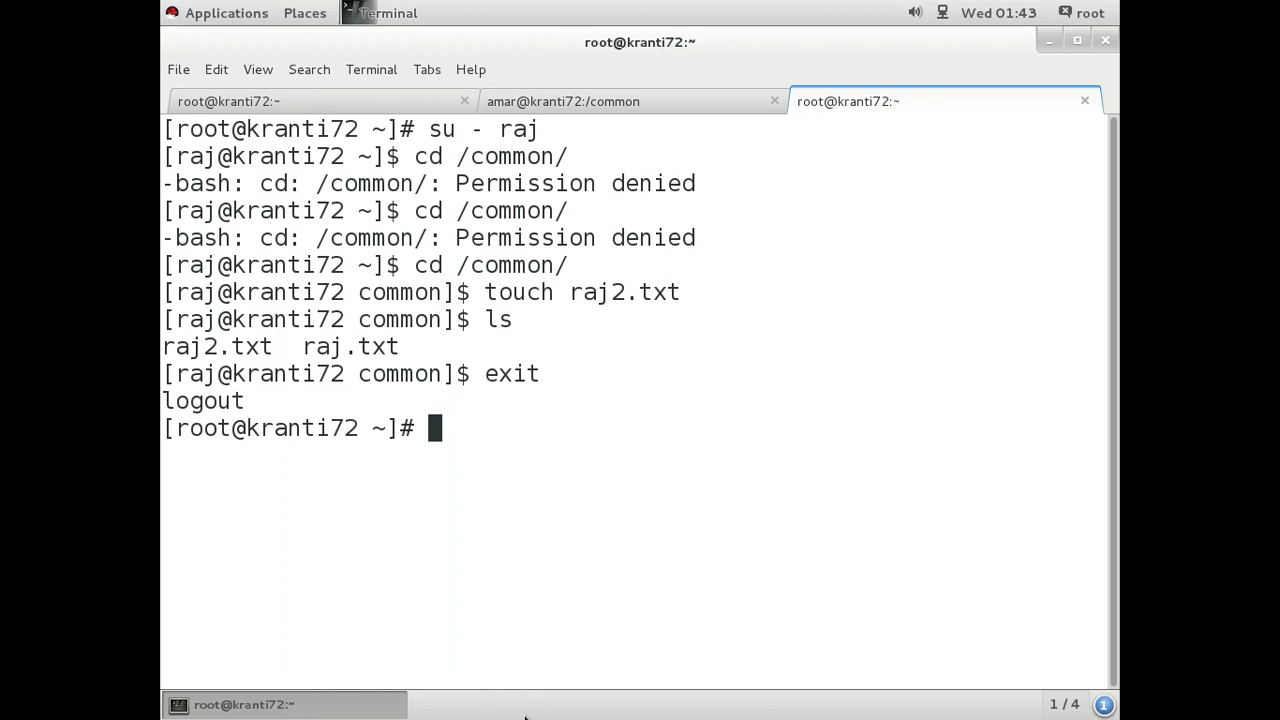 Applications Places Terminal Wed 01:43 root
root@kranti72:~
File Edit View Search Terminal Tabs Help
root@kranti72:~ amar@kranti72:/common root@kranti72:~
[root@kranti72 ~]# su - raj
[raj@kranti72 ~]$ cd /common/
-bash: cd: /common/: Permission denied
[raj@kranti72 ~]$ cd /common/
-bash: cd: /common/: Permission denied
[raj@kranti72 ~]$ cd /common/
[raj@kranti72 common]$ touch raj2.txt
[raj@kranti72 common]$ ls
raj2.txt  raj.txt
[raj@kranti72 common]$ exit
logout
[root@kranti72 ~]#
root@kranti72:~ 1 / 4 1